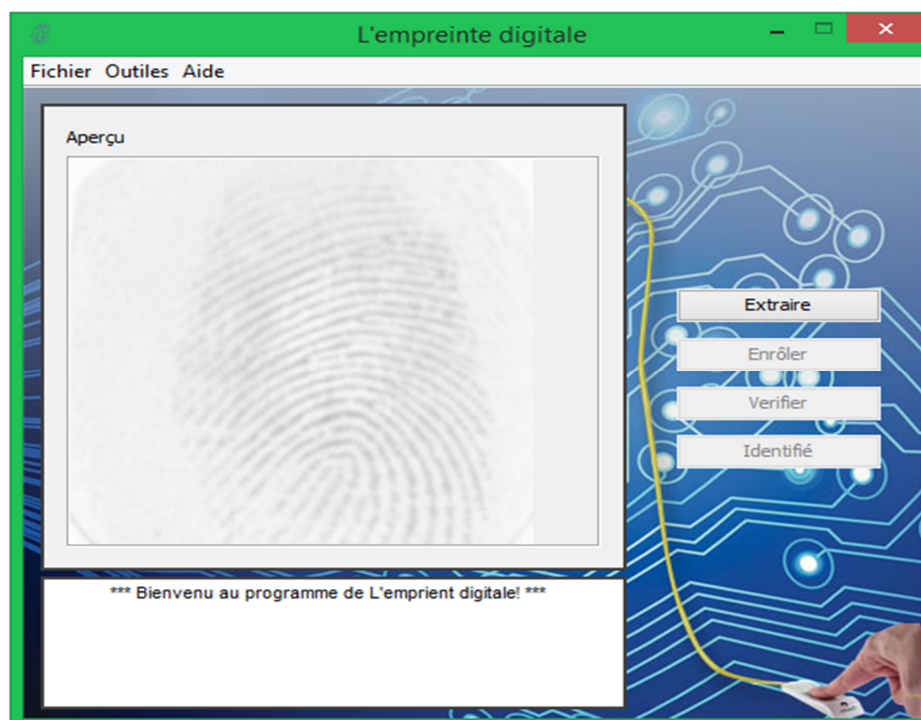 L'empreinte digitale
Fichier Outiles Aide
Aperçu
Extraire
Enrôler
Verifier
Identifié
*** Bienvenu au programme de L'emprient digitale! ***